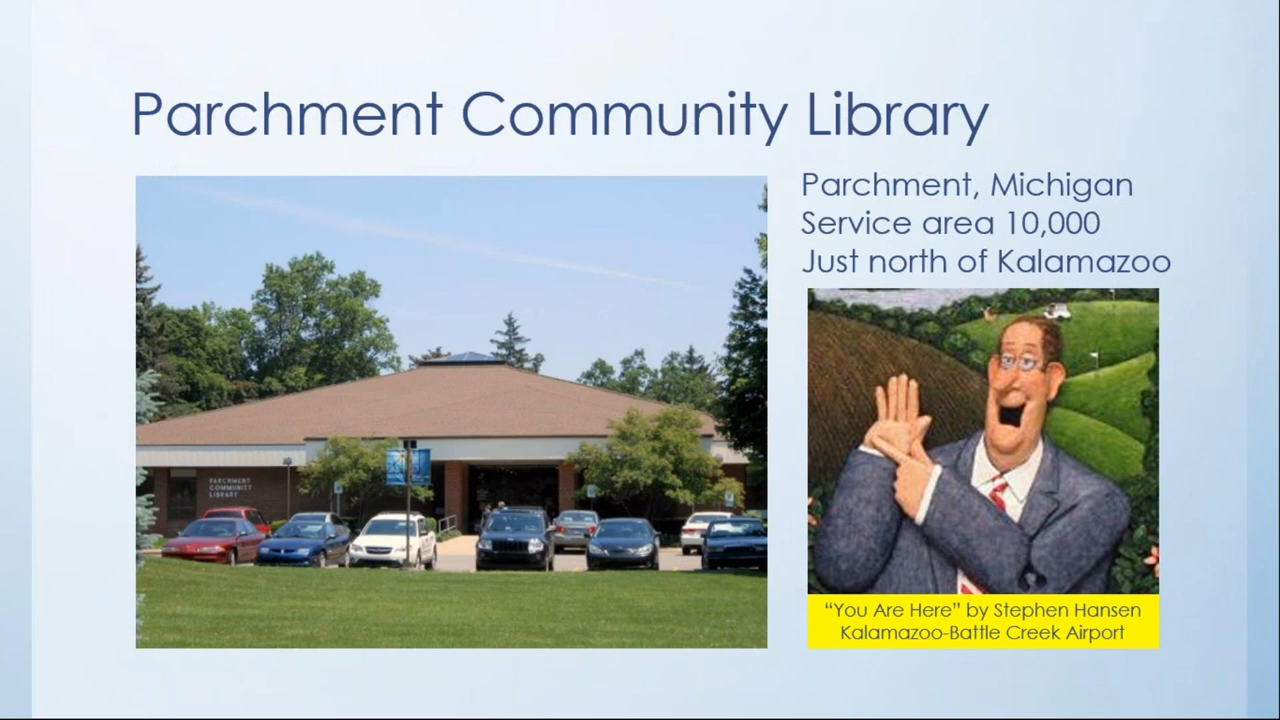 Parchment Community Library
Parchment, Michigan
Service area 10,000
Just north of Kalamazoo
PARCHMENT
COMMUNITY
LIBRARY
“You Are Here” by Stephen Hansen
Kalamazoo-Battle Creek Airport